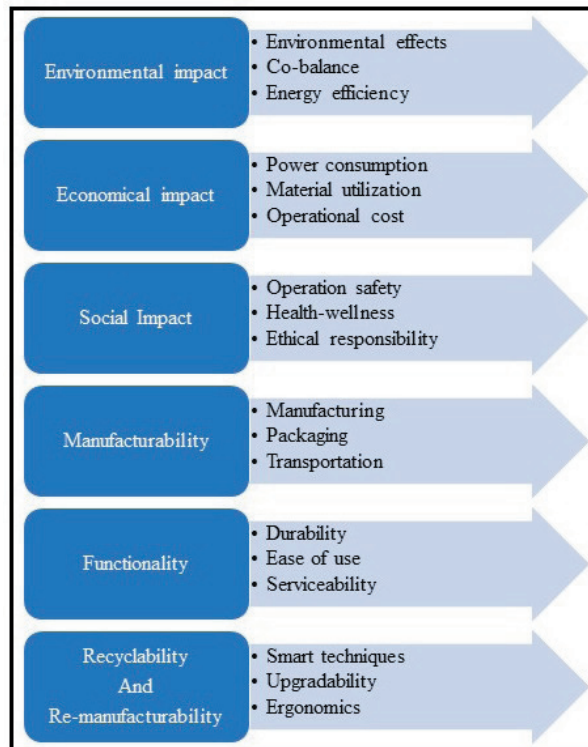 Environmental impact
• Environmental effects
• Co-balance
• Energy efficiency
Economical impact
• Power consumption
• Material utilization
• Operational cost
Social Impact
• Operation safety
• Health-wellness
• Ethical responsibility
Manufacturability
• Manufacturing
• Packaging
• Transportation
Functionality
• Durability
• Ease of use
• Serviceability
Recyclability
And
Re-manufacturability
• Smart techniques
• Upgradability
• Ergonomics